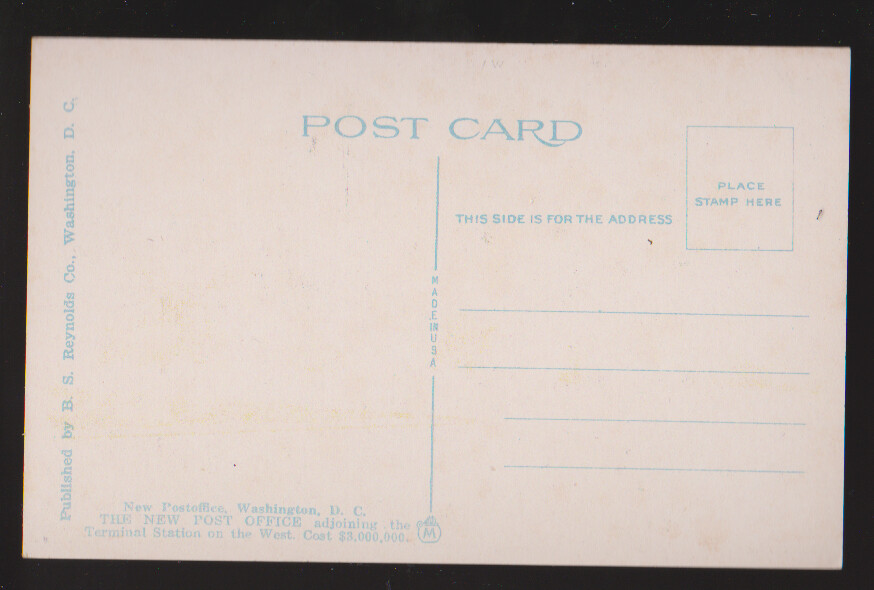 POST CARD
PLACE
STAMP HERE
THIS SIDE IS FOR THE ADDRESS
MADE IN USA
Published by B. S. Reynolds Co., Washington. D. C.
New Postoffice, Washington, D. C.
THE NEW POST OFFICE adjoining the
Terminal Station on the West. Cost $3,000,000.
M